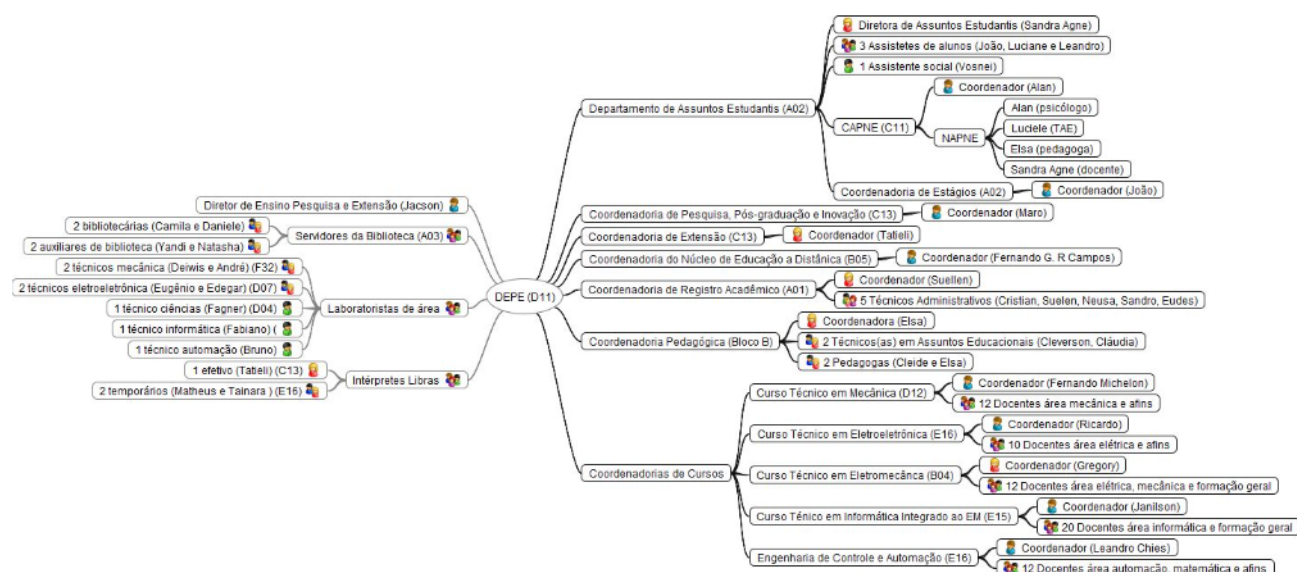 Diretora de Assuntos Estudantis (Sandra Agne)
3 Assistetes de alunos (João, Luciane e Leandro)
1 Assistente social (Vosnei)
Departamento de Assuntos Estudantis (A02)
Coordenador (Alan)
CAPNE (C11)
NAPNE
Alan (psicólogo)
Luciele (TAE)
Elsa (pedagoga)
Sandra Agne (docente)
Coordenadoria de Estágios (A02)
Coordenador (João)
Diretor de Ensino Pesquisa e Extensão (Jacson)
2 bibliotecárias (Camila e Daniele)
2 auxiliares de biblioteca (Yandi e Natasha)
Servidores da Biblioteca (A03)
2 técnicos mecânica (Deiwis e André) (F32)
2 técnicos eletroeletrônica (Eugênio e Edegar) (D07)
1 técnico ciências (Fagner) (D04)
1 técnico informática (Fabiano) (
1 técnico automação (Bruno)
Laboratoristas de área
1 efetivo (Tatieli) (C13)
2 temporários (Matheus e Tainara ) (E16)
Intérpretes Libras
DEPE (D11)
Coordenadoria de Pesquisa, Pós-graduação e Inovação (C13)
Coordenador (Maro)
Coordenadoria de Extensão (C13)
Coordenador (Tatieli)
Coordenadoria do Núcleo de Educação a Distânica (B05)
Coordenador (Fernando G. R Campos)
Coordenadoria de Registro Acadêmico (A01)
Coordenador (Suellen)
5 Técnicos Administrativos (Cristian, Suelen, Neusa, Sandro, Eudes)
Coordenadoria Pedagógica (Bloco B)
Coordenadora (Elsa)
2 Técnicos(as) em Assuntos Educacionais (Cleverson, Cláudia)
2 Pedagogas (Cleide e Elsa)
Coordenadorias de Cursos
Curso Técnico em Mecânica (D12)
Coordenador (Fernando Michelon)
12 Docentes área mecânica e afins
Curso Técnico em Eletroeletrônica (E16)
Coordenador (Ricardo)
10 Docentes área elétrica e afins
Curso Técnico em Eletromecânca (B04)
Coordenador (Gregory)
12 Docentes área elétrica, mecânica e formação geral
Curso Ténico em Informática Integrado ao EM (E15)
Coordenador (Janilson)
20 Docentes área informática e formação geral
Engenharia de Controle e Automação (E16)
Coordenador (Leandro Chies)
12 Docentes área automação, matemática e afins